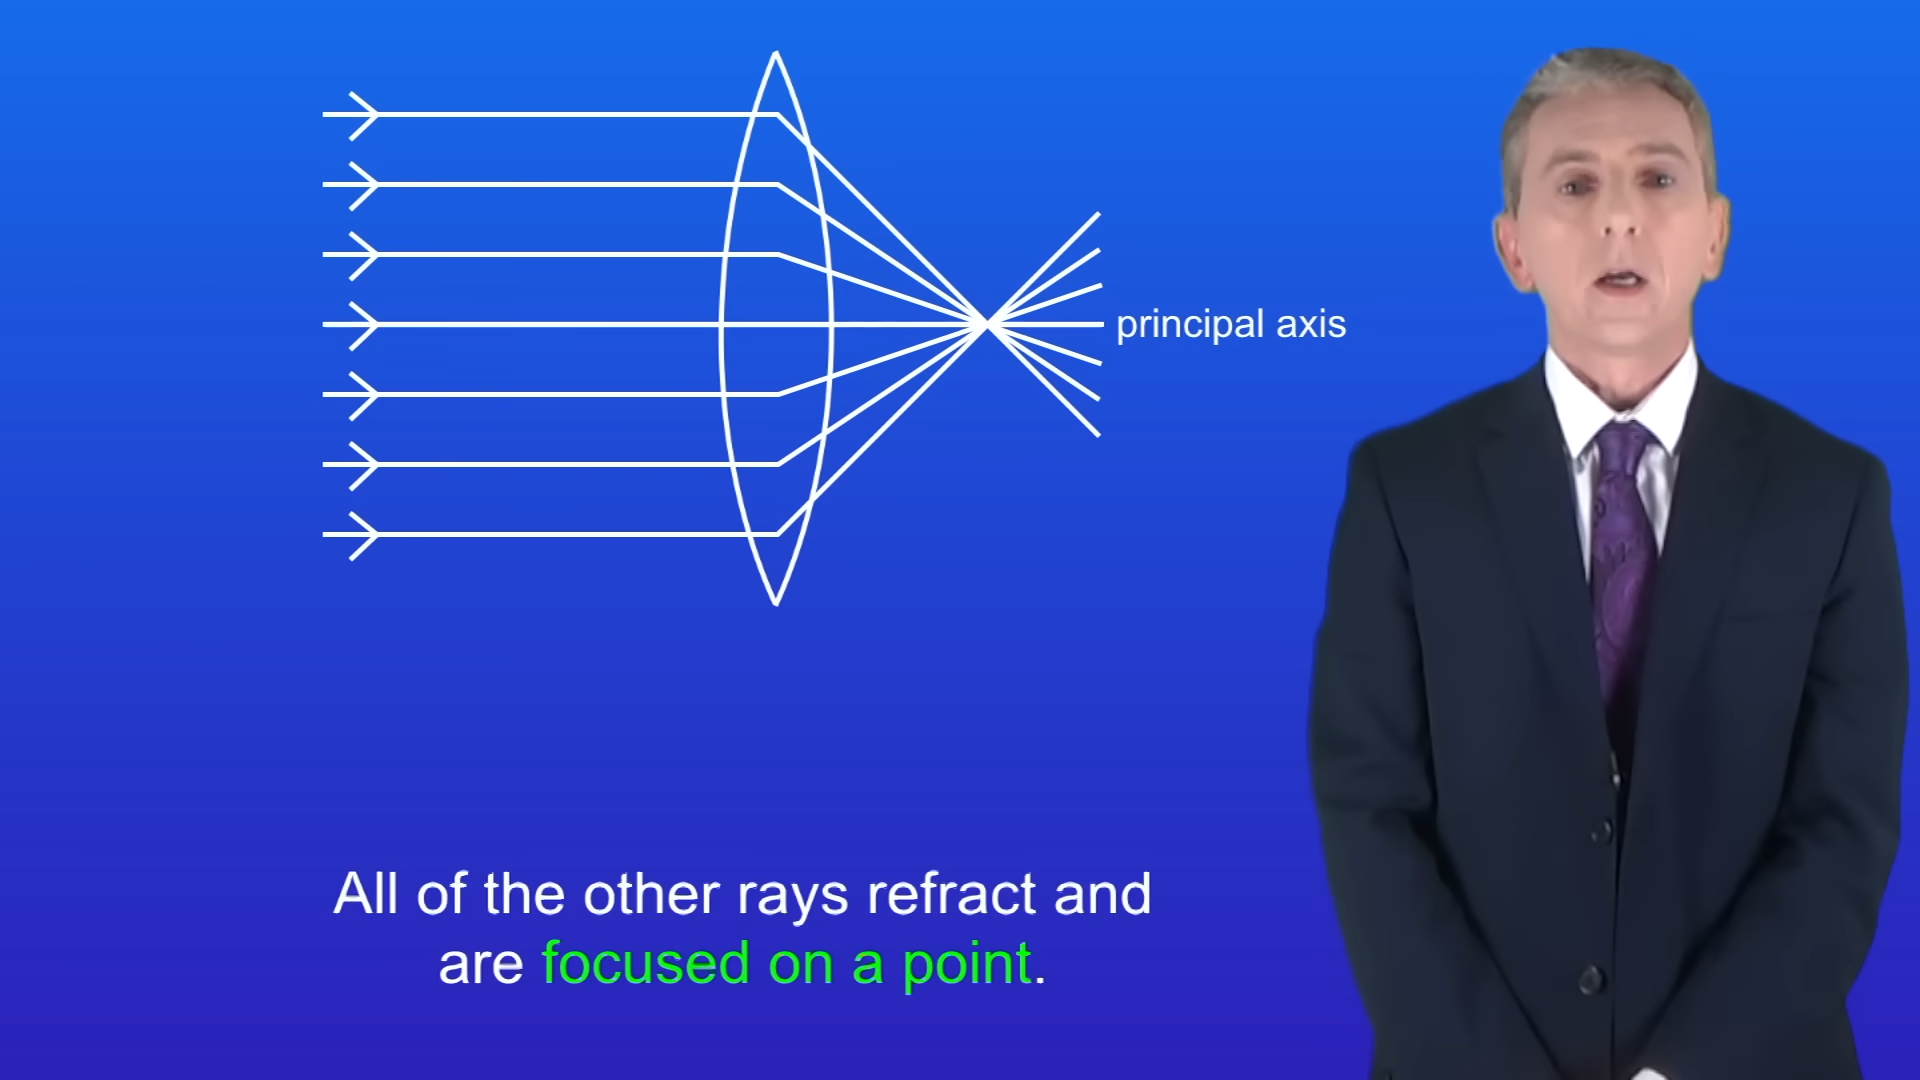 principal axis
All of the other rays refract and
are focused on a point.